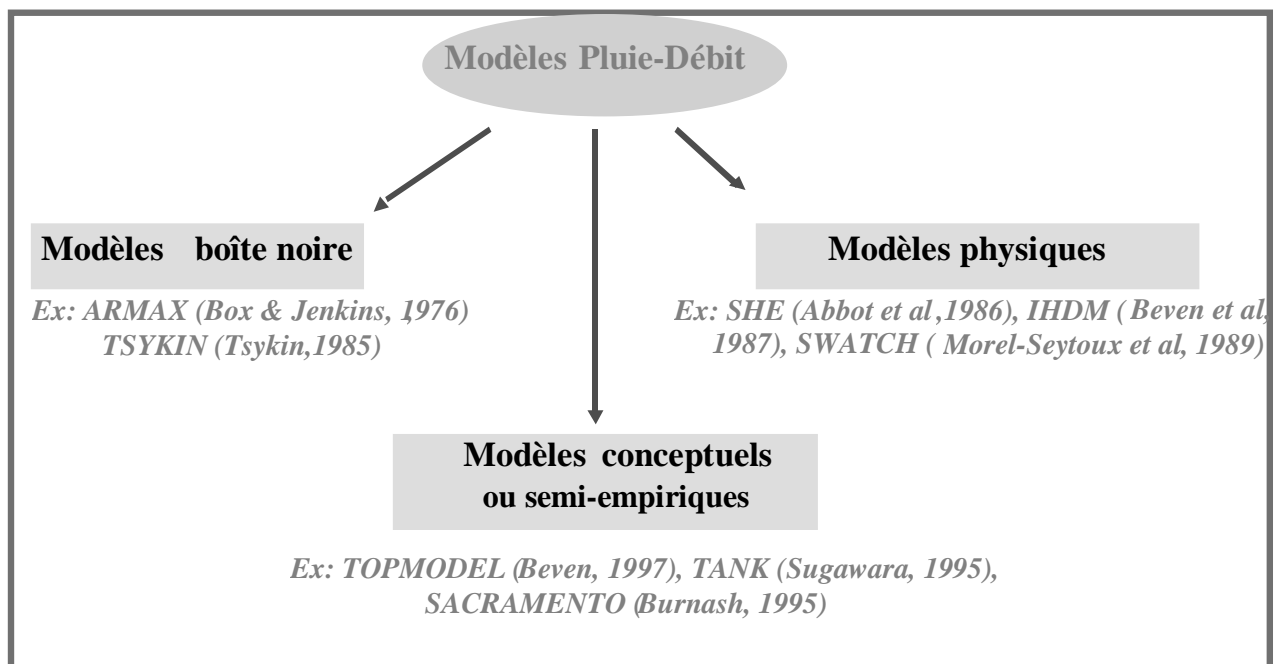 Modèles Pluie-Débit
Modèles boîte noire
Ex: ARMAX (Box & Jenkins, 1976)
TSYKIN (Tsykin,1985)
Modèles physiques
Ex: SHE (Abbot et al ,1986), IHDM ( Beven et al,
1987), SWATCH ( Morel-Seytoux et al, 1989)
Modèles conceptuels
ou semi-empiriques
Ex: TOPMODEL (Beven, 1997), TANK (Sugawara, 1995),
SACRAMENTO (Burnash, 1995)